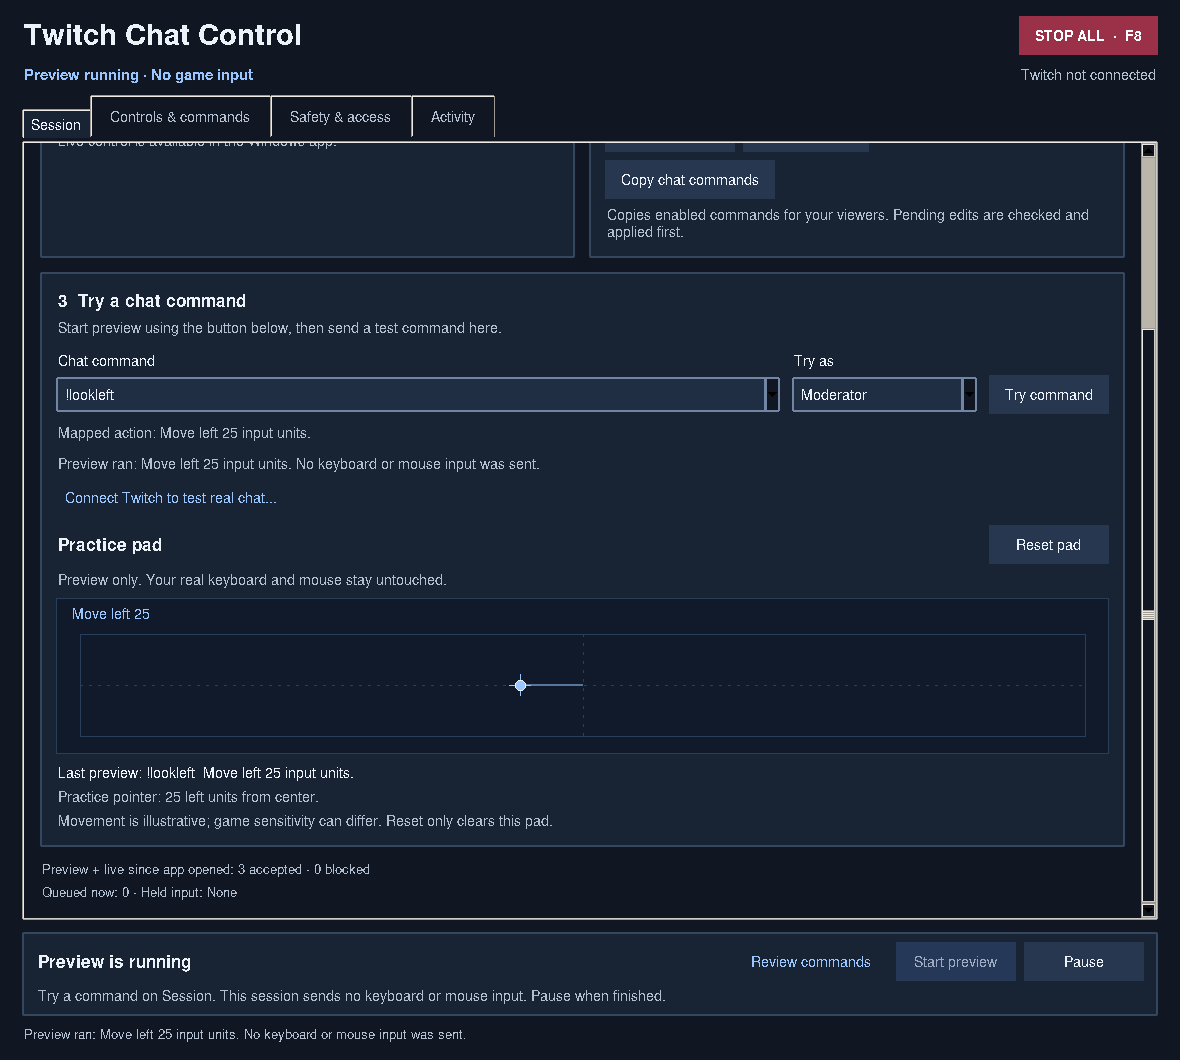 Twitch Chat Control
STOP ALL · F8
Preview running · No game input
Twitch not connected
Session
Controls & commands
Safety & access
Activity
Live control is available in the Windows app.
Copy chat commands
Copies enabled commands for your viewers. Pending edits are checked and
applied first.
3 Try a chat command
Start preview using the button below, then send a test command here.
Chat command
Try as
!lookleft
Moderator
Try command
Mapped action: Move left 25 input units.
Preview ran: Move left 25 input units. No keyboard or mouse input was sent.
Connect Twitch to test real chat...
Practice pad
Reset pad
Preview only. Your real keyboard and mouse stay untouched.
Move left 25
Last preview: !lookleft Move left 25 input units.
Practice pointer: 25 left units from center.
Movement is illustrative; game sensitivity can differ. Reset only clears this pad.
Preview + live since app opened: 3 accepted · 0 blocked
Queued now: 0 · Held input: None
Preview is running
Review commands
Start preview
Pause
Try a command on Session. This session sends no keyboard or mouse input. Pause when finished.
Preview ran: Move left 25 input units. No keyboard or mouse input was sent.